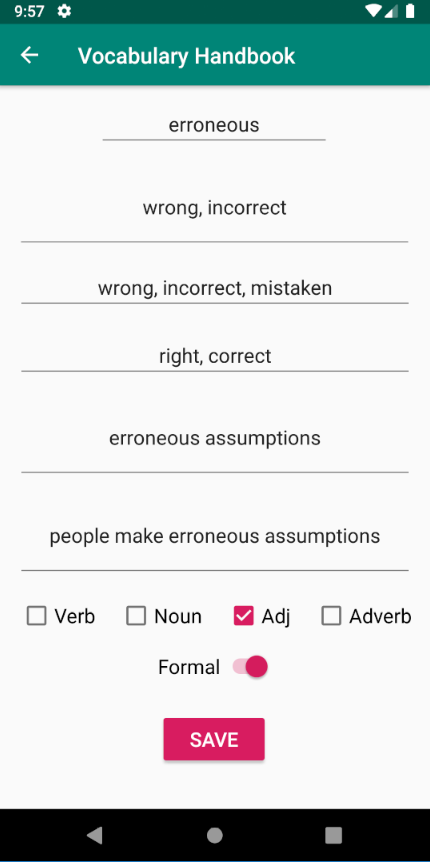 9:57
Vocabulary Handbook
erroneous
wrong, incorrect
wrong, incorrect, mistaken
right, correct
erroneous assumptions
people make erroneous assumptions
Verb Noun Adj Adverb
Formal
SAVE